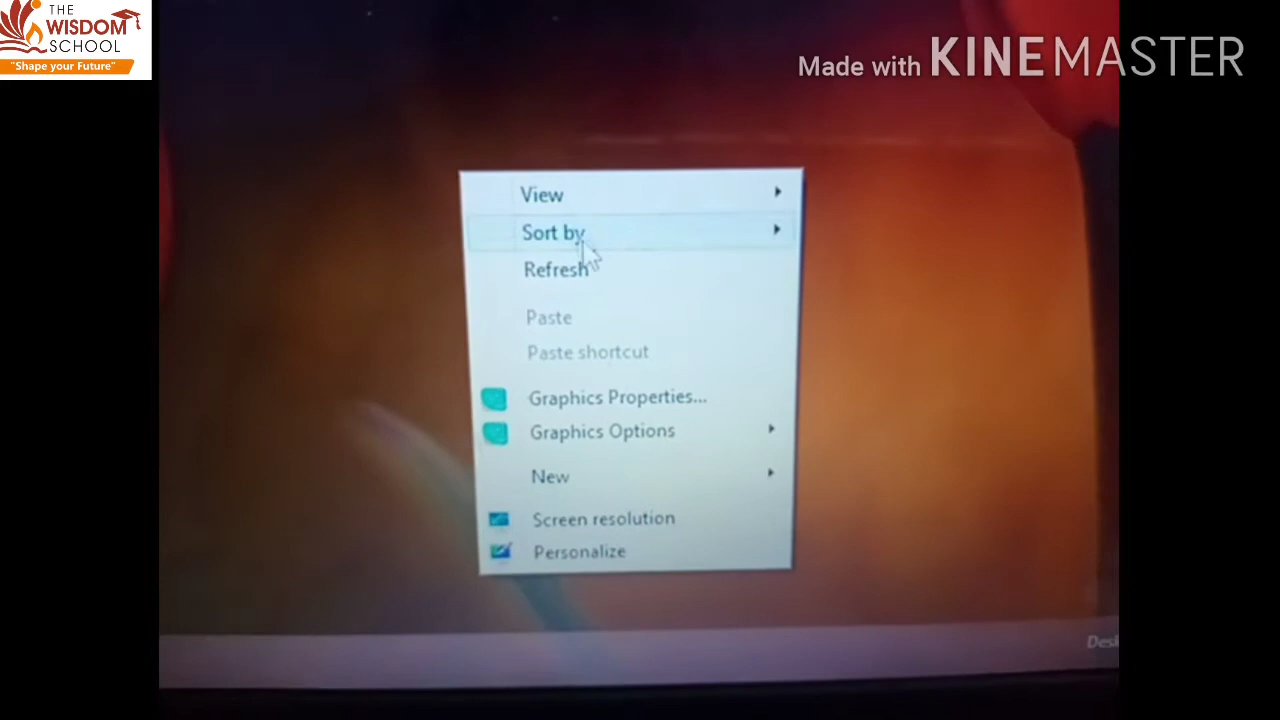 THE
WISDOM
SCHOOL
"Shape your Future"
Made with KINEMASTER
View
Sort by
Refresh
Paste
Paste shortcut
Graphics Properties...
Graphics Options
New
Screen resolution
Personalize